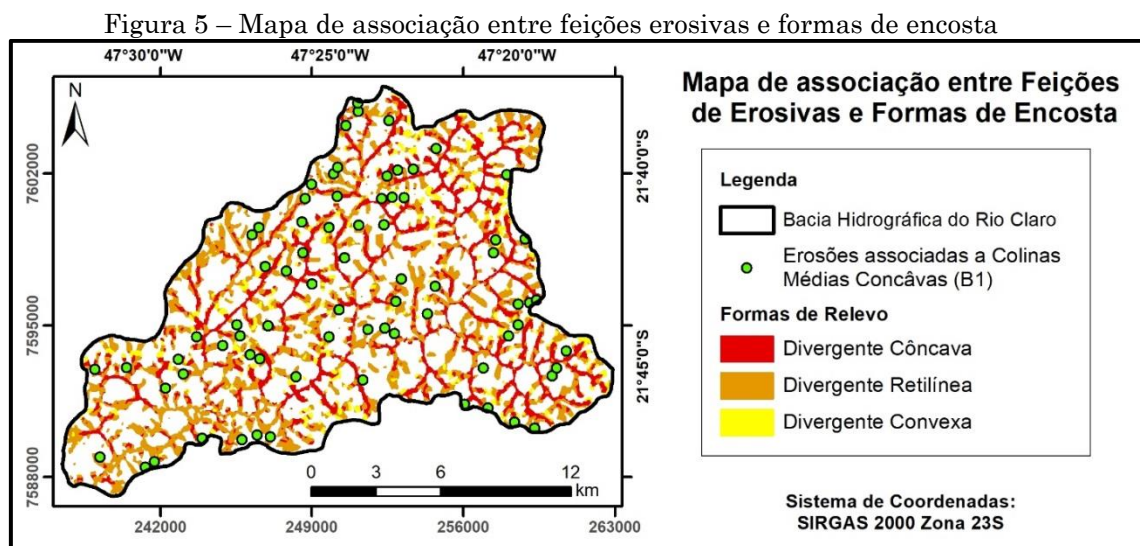 Figura 5 – Mapa de associação entre feições erosivas e formas de encosta
47°30'0"W 47°25'0"W 47°20'0"W
N
7602000
7595000
7588000
21°40'0"S
21°45'0"S
0 3 6 12
km
242000 249000 256000 263000
Mapa de associação entre Feições
de Erosivas e Formas de Encosta
Legenda
Bacia Hidrográfica do Rio Claro
Erosões associadas a Colinas
Médias Concâvas (B1)
Formas de Relevo
Divergente Côncava
Divergente Retilínea
Divergente Convexa
Sistema de Coordenadas:
SIRGAS 2000 Zona 23S